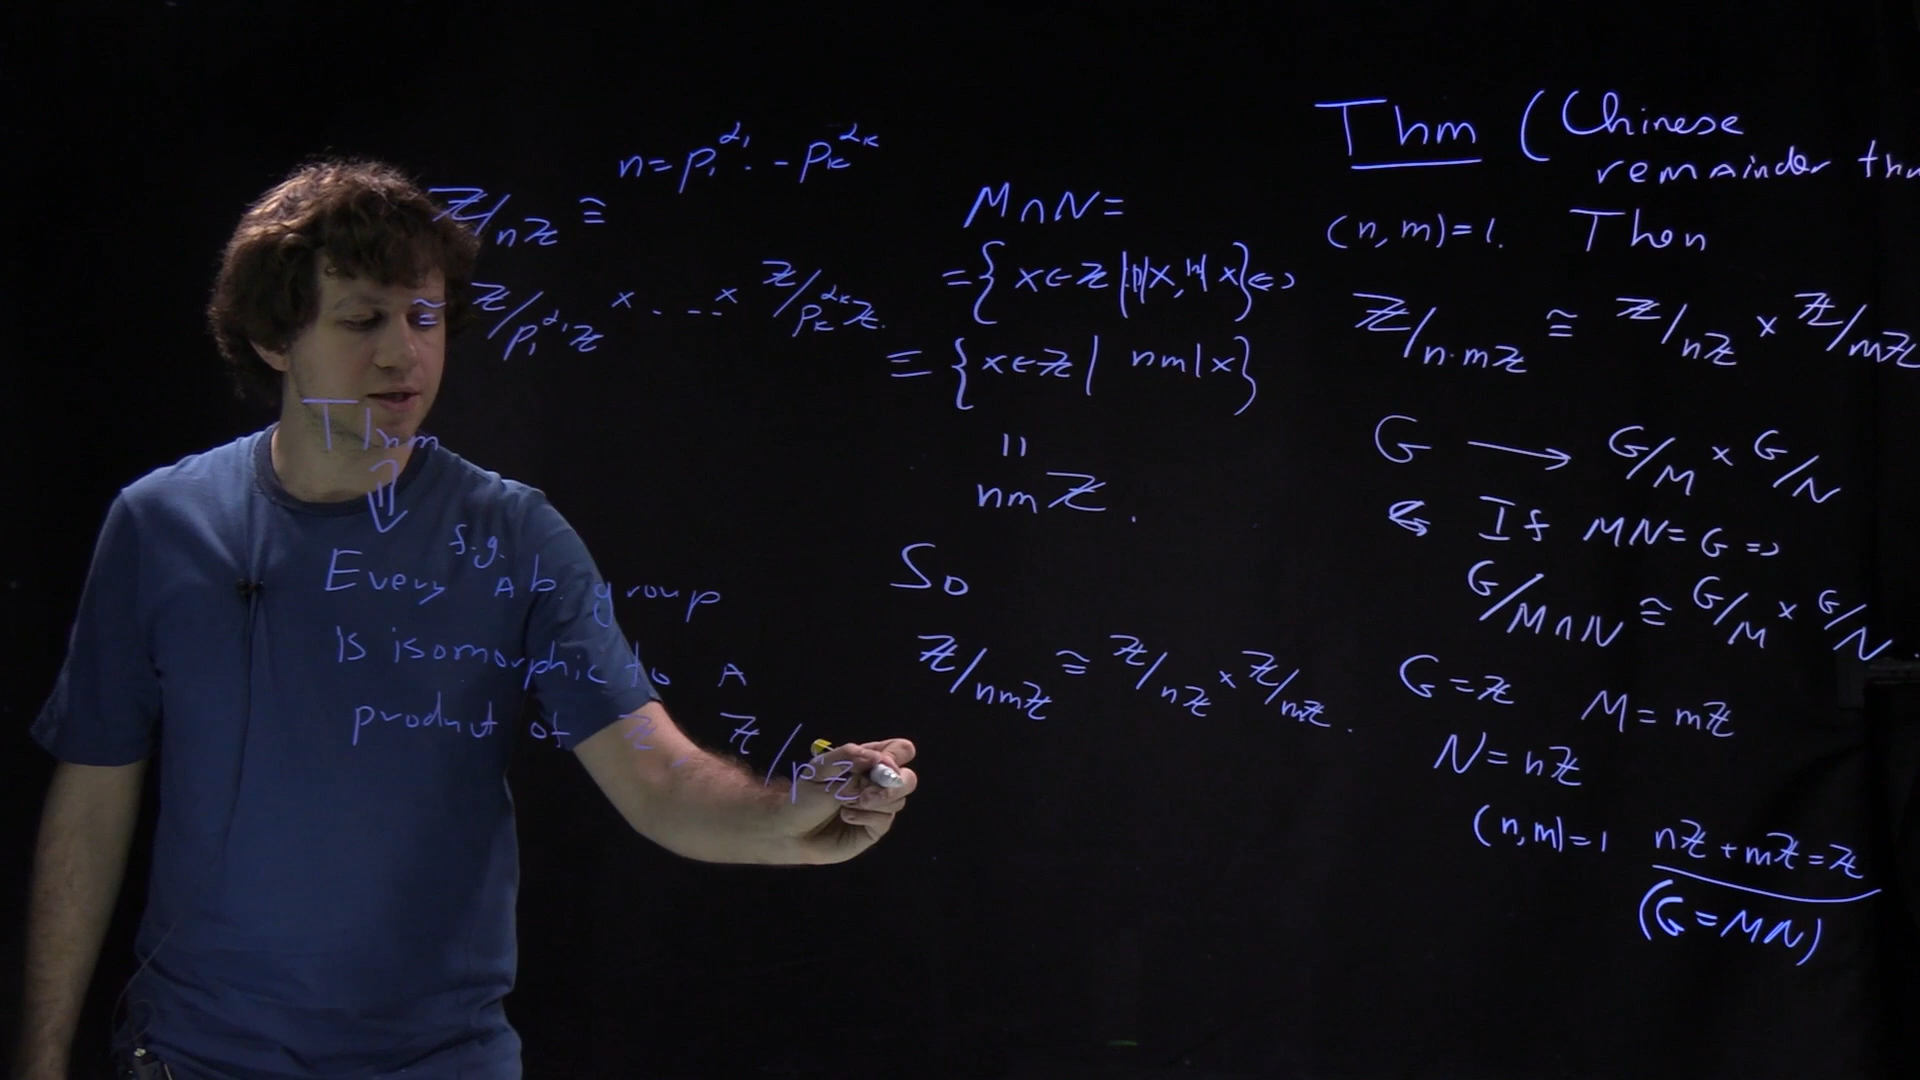 Thm (Chinese
remainder thm
(n,m)=1. Then
ℤ/n·mℤ ≅ ℤ/nℤ × ℤ/mℤ
G ⟶ G/M × G/N
If MN=G ⇒
G/M∩N ≅ G/M × G/N
G=ℤ M=mℤ
N=nℤ
(n,m)=1 nℤ+mℤ=ℤ
(G=MN)
M∩N=
={x∈ℤ|n|x, m|x}⇔
={x∈ℤ| nm|x}
||
nmℤ.
So
ℤ/nmℤ ≅ ℤ/nℤ × ℤ/mℤ.
n=p₁^α₁ ·-- pₖ^αₖ
ℤ/nℤ ≅
≅ ℤ/p₁^α₁ℤ × ---- × ℤ/pₖ^αₖℤ.
Thm
⇓
Every f.g. Ab. group
Is isomorphic to A
product of ℤ, ℤ/pⁱℤ